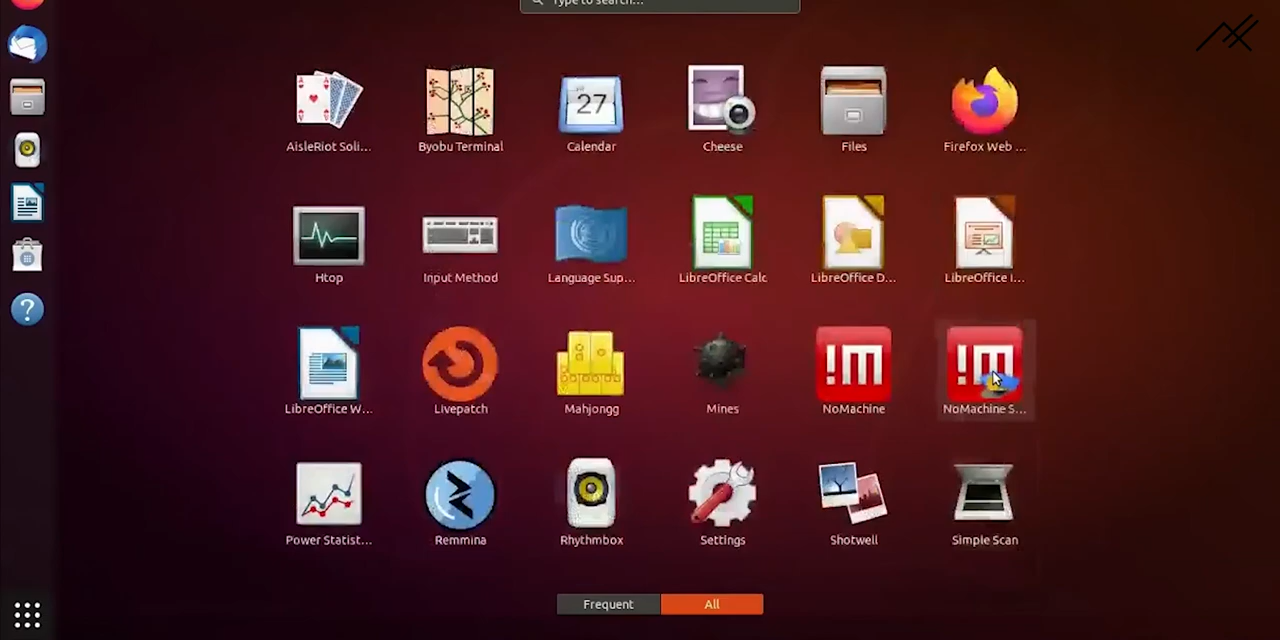 Type to search...
27
AisleRiot Soli...
Byobu Terminal
Calendar
Cheese
Files
Firefox Web ...
Htop
Input Method
Language Sup...
LibreOffice Calc
LibreOffice D...
LibreOffice I...
!M
!M
LibreOffice W...
Livepatch
Mahjongg
Mines
NoMachine
NoMachine S...
Power Statist...
Remmina
Rhythmbox
Settings
Shotwell
Simple Scan
Frequent
All